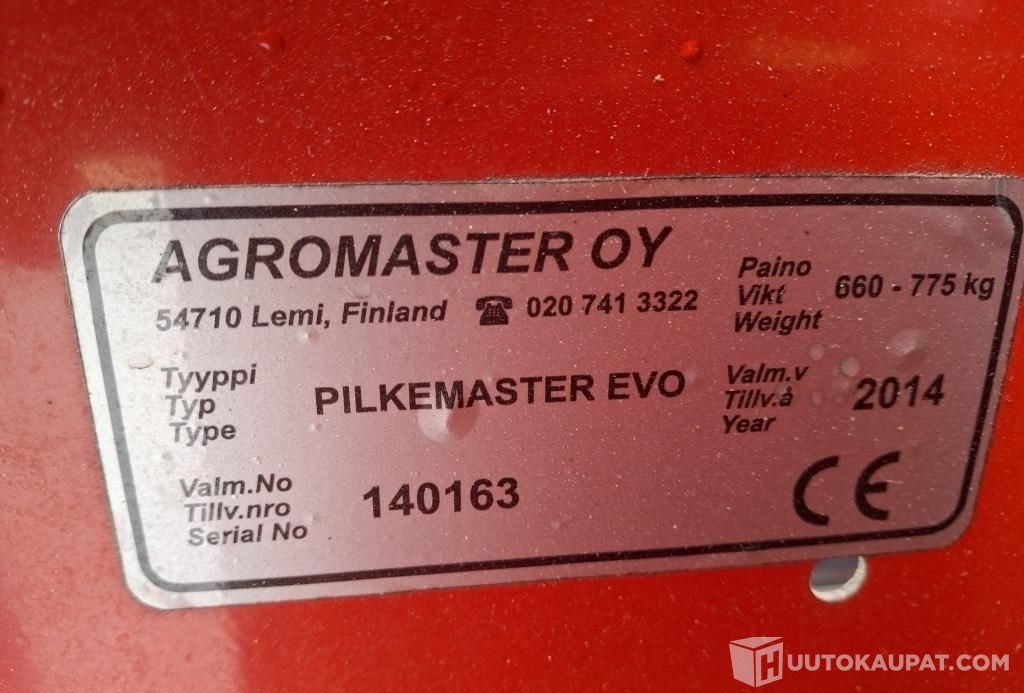 AGROMASTER OY
54710 Lemi, Finland ☎ 020 741 3322
Paino
Vikt
Weight
660 - 775 kg
Tyyppi
Typ
Type
PILKEMASTER EVO
Valm.v
Tillv.å
Year
2014
Valm.No
Tillv.nro
Serial No
140163
CE
HUUTOKAUPAT.COM